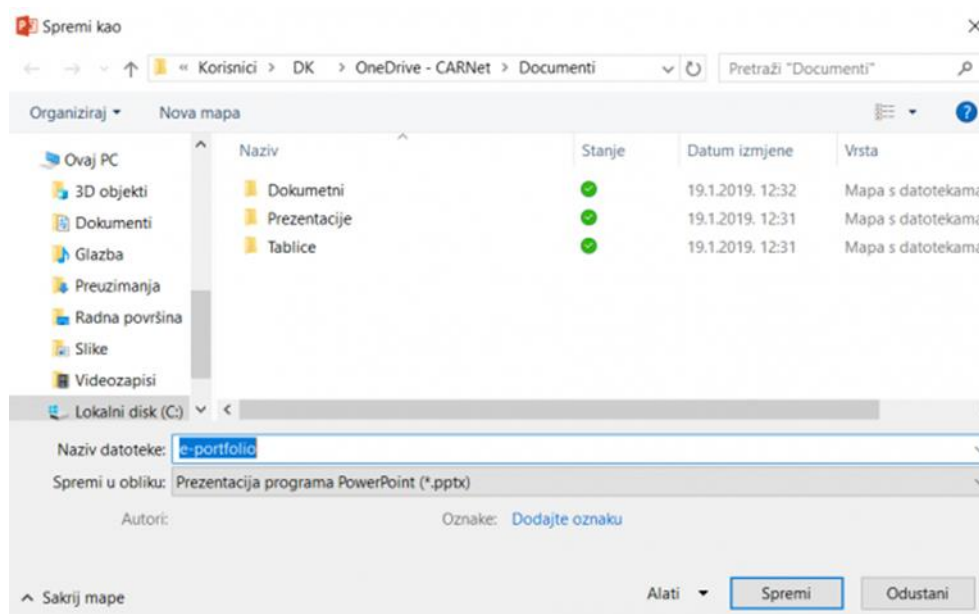 Spremi kao
« Korisnici > DK > OneDrive - CARNet > Documenti
Pretraži "Documenti"
Organiziraj
Nova mapa
Naziv Stanje Datum izmjene Vrsta
Ovaj PC
3D objekti
Dokumenti
Glazba
Preuzimanja
Radna površina
Slike
Videozapisi
Lokalni disk (C:)
Dokumetni 19.1.2019. 12:32 Mapa s datotekama
Prezentacije 19.1.2019. 12:31 Mapa s datotekama
Tablice 19.1.2019. 12:31 Mapa s datotekama
Naziv datoteke: e-portfolio
Spremi u obliku: Prezentacija programa PowerPoint (*.pptx)
Autori: Oznake: Dodajte oznaku
Sakrij mape
Alati Spremi Odustani